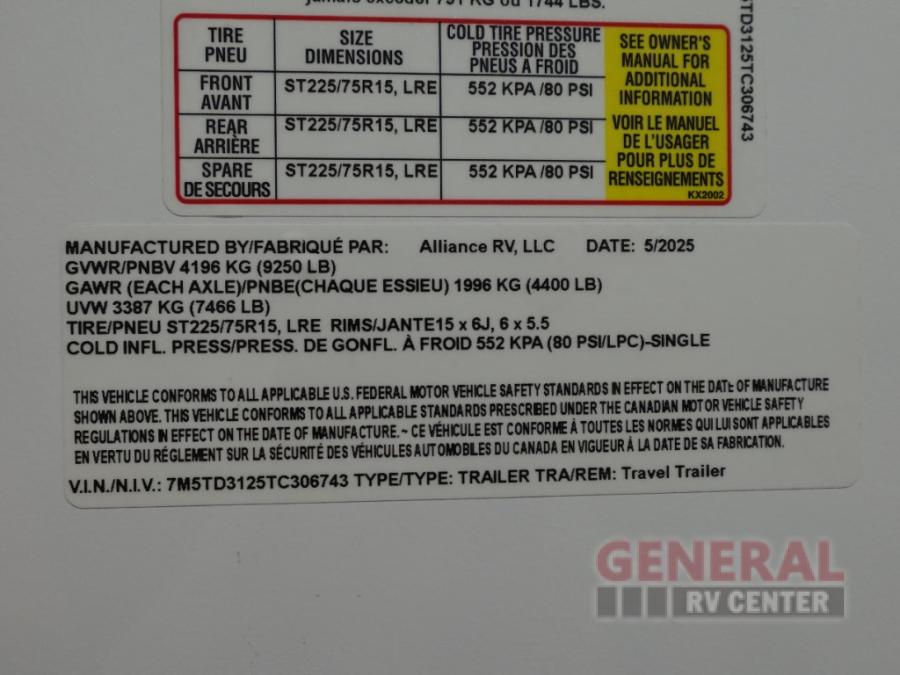 jamais excéder 791 KG ou 1744 LBS.
TIRE PNEU SIZE DIMENSIONS COLD TIRE PRESSURE PRESSION DES PNEUS A FROID
FRONT AVANT ST225/75R15, LRE 552 KPA /80 PSI
REAR ARRIÈRE ST225/75R15, LRE 552 KPA /80 PSI
SPARE DE SECOURS ST225/75R15, LRE 552 KPA /80 PSI
SEE OWNER'S
MANUAL FOR
ADDITIONAL
INFORMATION
VOIR LE MANUEL
DE L'USAGER
POUR PLUS DE
RENSEIGNEMENTS
KX2002
5TD3125TC306743
MANUFACTURED BY/FABRIQUÉ PAR: Alliance RV, LLC DATE: 5/2025
GVWR/PNBV 4196 KG (9250 LB)
GAWR (EACH AXLE)/PNBE(CHAQUE ESSIEU) 1996 KG (4400 LB)
UVW 3387 KG (7466 LB)
TIRE/PNEU ST225/75R15, LRE RIMS/JANTE15 x 6J, 6 x 5.5
COLD INFL. PRESS/PRESS. DE GONFL. À FROID 552 KPA (80 PSI/LPC)-SINGLE
THIS VEHICLE CONFORMS TO ALL APPLICABLE U.S. FEDERAL MOTOR VEHICLE SAFETY STANDARDS IN EFFECT ON THE DATE OF MANUFACTURE
SHOWN ABOVE. THIS VEHICLE CONFORMS TO ALL APPLICABLE STANDARDS PRESCRIBED UNDER THE CANADIAN MOTOR VEHICLE SAFETY
REGULATIONS IN EFFECT ON THE DATE OF MANUFACTURE. ~ CE VÉHICULE EST CONFORME À TOUTES LES NORMES QUI LUI SONT APPLICABLES
EN VERTU DU RÉGLEMENT SUR LA SÉCURITÉ DES VÉHICULES AUTOMOBILES DU CANADA EN VIGUEUR À LA DATE DE SA FABRICATION.
V.I.N./N.I.V.: 7M5TD3125TC306743 TYPE/TYPE: TRAILER TRA/REM: Travel Trailer
GENERAL
RV CENTER